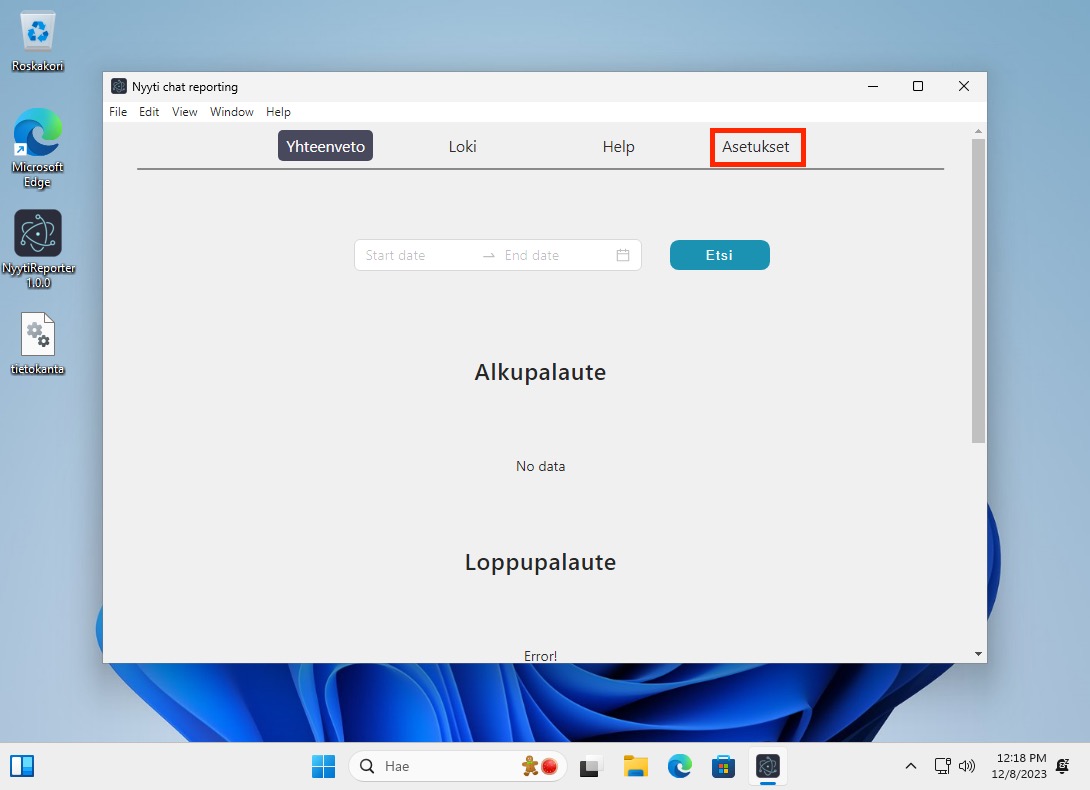 Roskakori
Microsoft
Edge
NyytiReporter
1.0.0
tietokanta
Nyyti chat reporting
File Edit View Window Help
Yhteenveto Loki Help Asetukset
Start date End date Etsi
Alkupalaute
No data
Loppupalaute
Error!
Hae
12:18 PM
12/8/2023